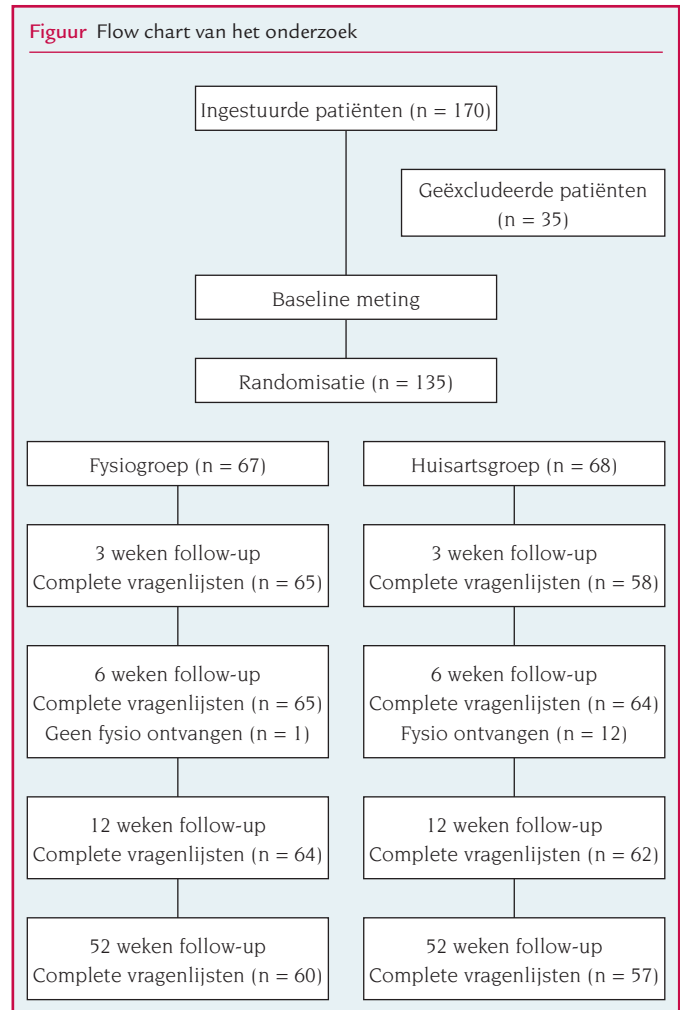 Figuur Flow chart van het onderzoek
Ingestuurde patiënten (n = 170)
Geëxcludeerde patiënten
(n = 35)
Baseline meting
Randomisatie (n = 135)
Fysiogroep (n = 67)
Huisartsgroep (n = 68)
3 weken follow-up
Complete vragenlijsten (n = 65)
3 weken follow-up
Complete vragenlijsten (n = 58)
6 weken follow-up
Complete vragenlijsten (n = 65)
Geen fysio ontvangen (n = 1)
6 weken follow-up
Complete vragenlijsten (n = 64)
Fysio ontvangen (n = 12)
12 weken follow-up
Complete vragenlijsten (n = 64)
12 weken follow-up
Complete vragenlijsten (n = 62)
52 weken follow-up
Complete vragenlijsten (n = 60)
52 weken follow-up
Complete vragenlijsten (n = 57)